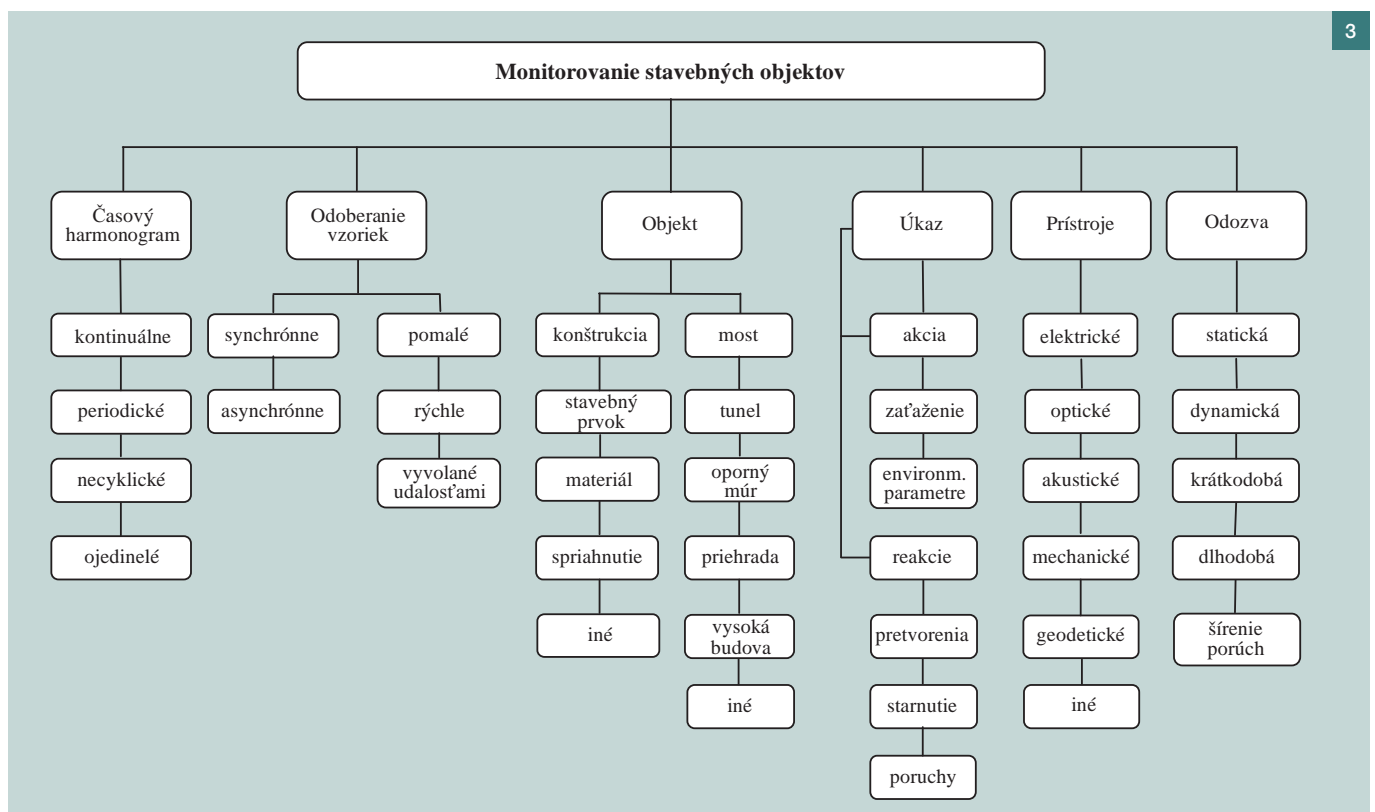 3
Monitorovanie stavebných objektov
Časový
harmonogram
kontinuálne
periodické
necyklické
ojedinelé
Odoberanie
vzoriek
synchrónne
asynchrónne
pomalé
rýchle
vyvolané
udalosťami
Objekt
konštrukcia
stavebný
prvok
materiál
spriahnutie
iné
most
tunel
oporný
múr
priehrada
vysoká
budova
iné
Úkaz
akcia
zaťaženie
environm.
parametre
reakcie
pretvorenia
starnutie
poruchy
Prístroje
elektrické
optické
akustické
mechanické
geodetické
iné
Odozva
statická
dynamická
krátkodobá
dlhodobá
šírenie
porúch